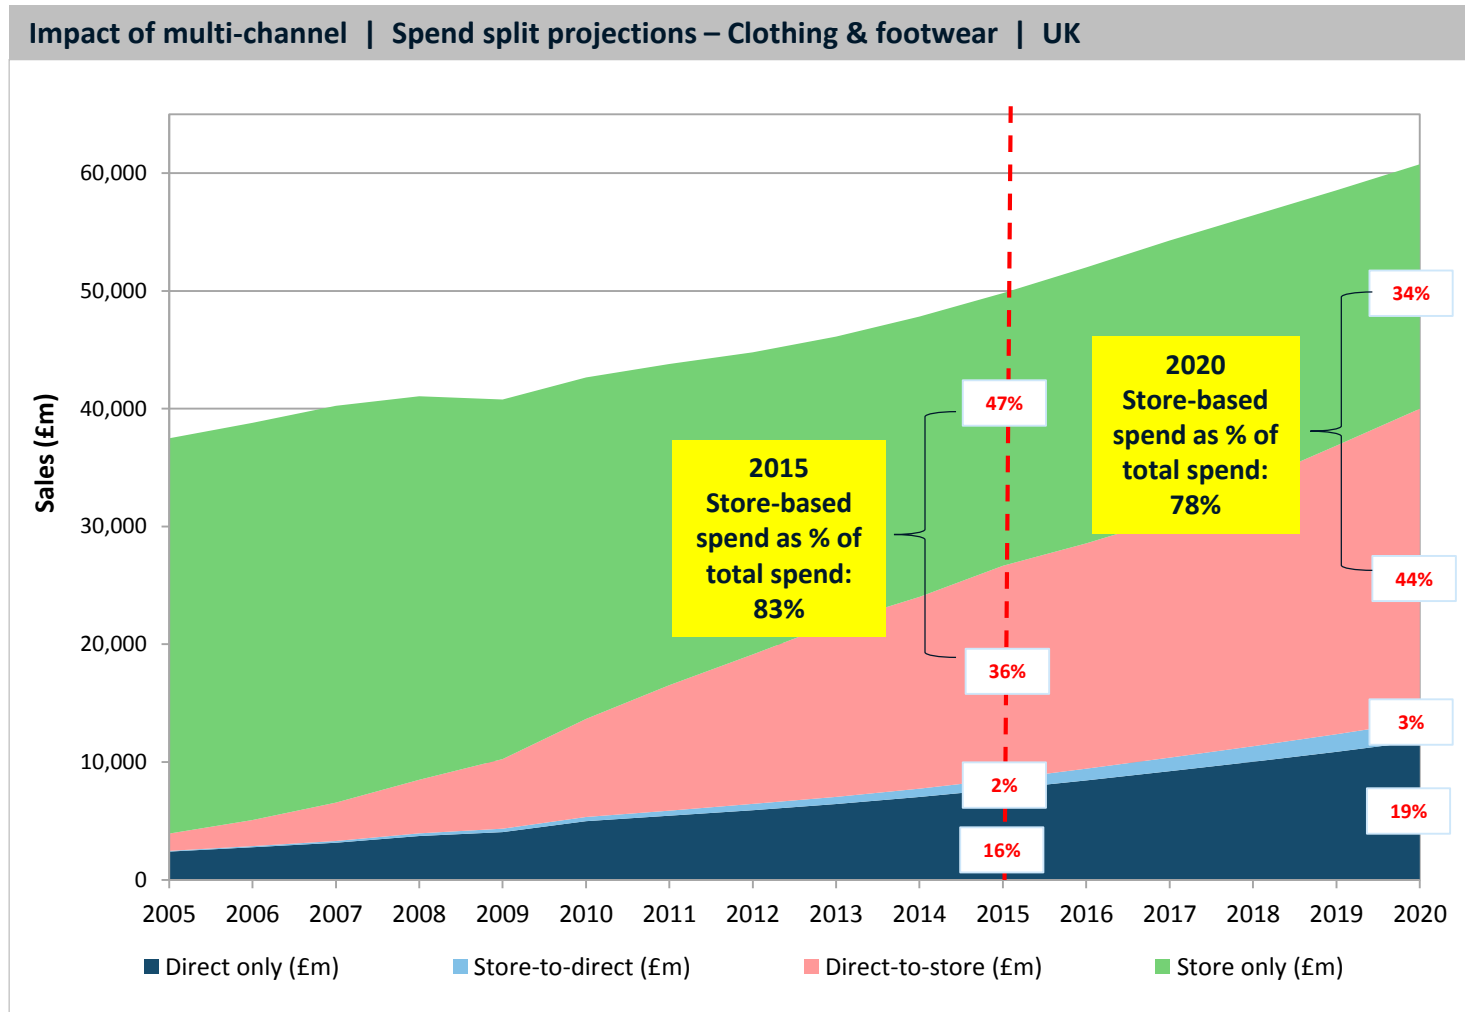 Impact of multi-channel | Spend split projections – Clothing & footwear | UK
Sales (£m)
60,000
50,000
40,000
30,000
20,000
10,000
0
2015
Store-based
spend as % of
total spend:
83%
47%
36%
2%
16%
2020
Store-based
spend as % of
total spend:
78%
34%
44%
3%
19%
2005 2006 2007 2008 2009 2010 2011 2012 2013 2014 2015 2016 2017 2018 2019 2020
Direct only (£m) Store-to-direct (£m) Direct-to-store (£m) Store only (£m)